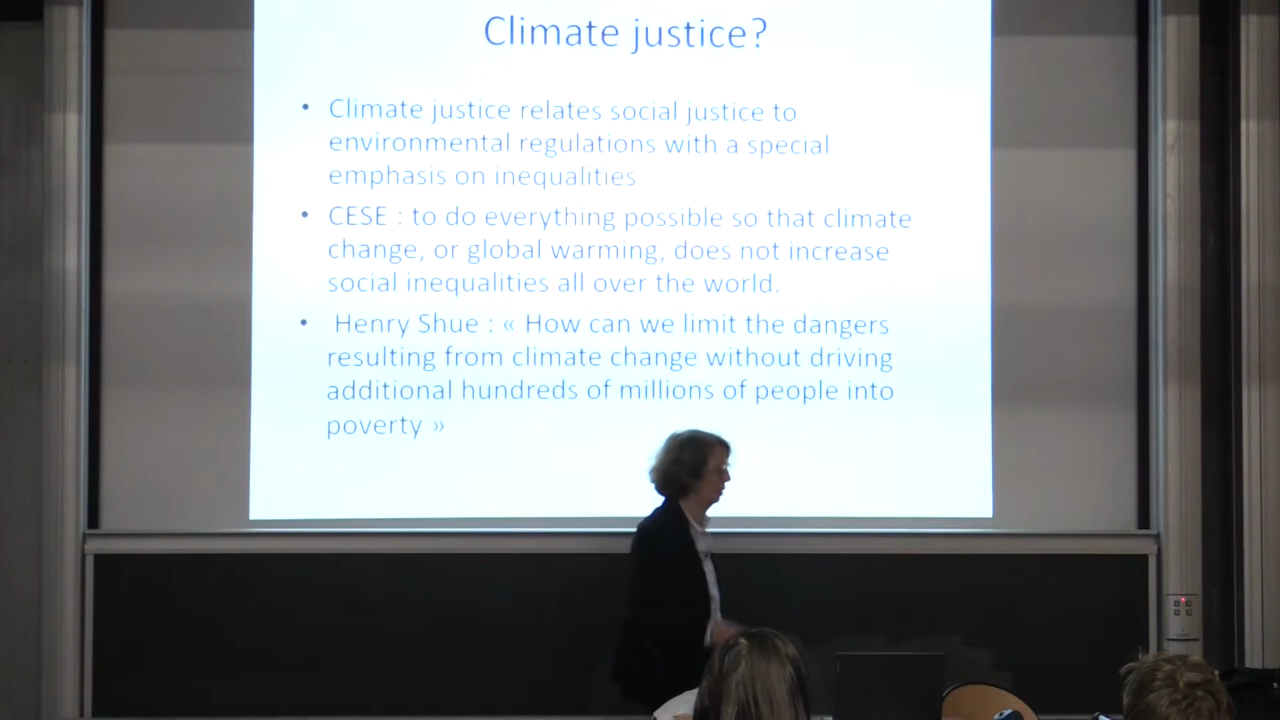 Climate justice?
• Climate justice relates social justice to
environmental regulations with a special
emphasis on inequalities
• CESE : to do everything possible so that climate
change, or global warming, does not increase
social inequalities all over the world.
• Henry Shue : « How can we limit the dangers
resulting from climate change without driving
additional hundreds of millions of people into
poverty »